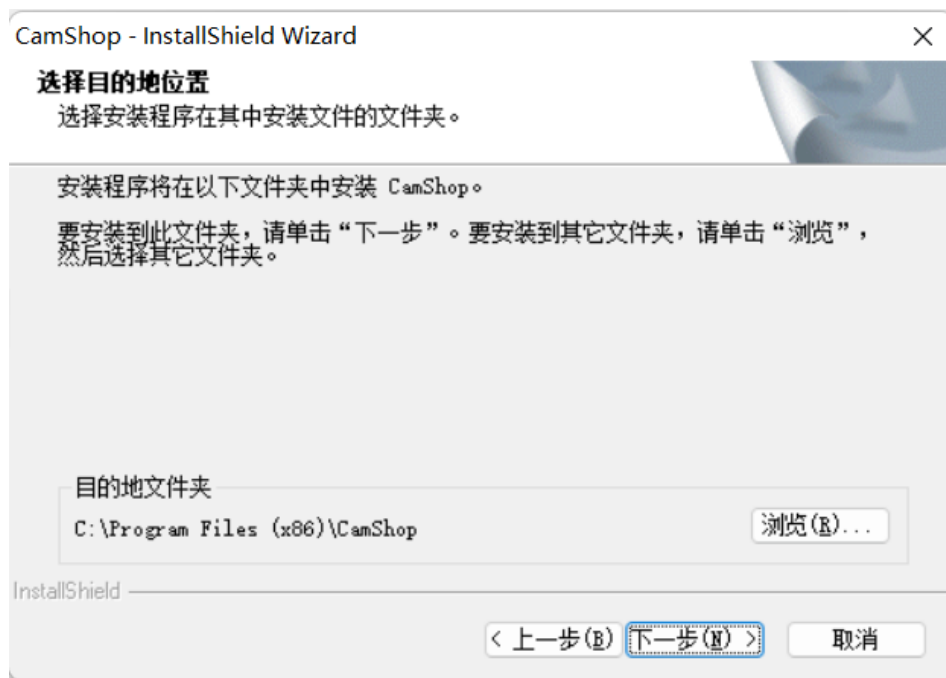 CamShop - InstallShield Wizard
选择目的地位置
选择安装程序在其中安装文件的文件夹。
安装程序将在以下文件夹中安装 CamShop。
要安装到此文件夹，请单击“下一步”。要安装到其它文件夹，请单击“浏览”，
然后选择其它文件夹。
目的地文件夹
C:\Program Files (x86)\CamShop
浏览(R)...
InstallShield
< 上一步(B)
下一步(N) >
取消